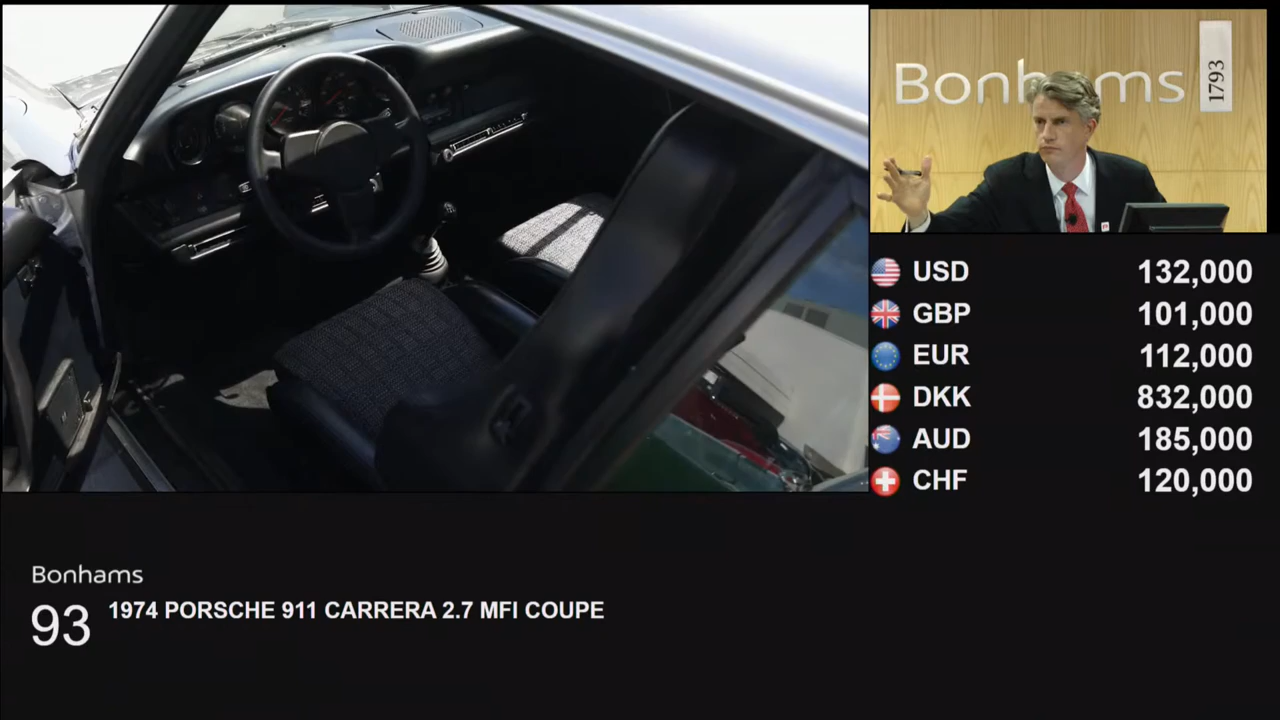 Bonhams
1793
USD 132,000
GBP 101,000
EUR 112,000
DKK 832,000
AUD 185,000
CHF 120,000
Bonhams
93 1974 PORSCHE 911 CARRERA 2.7 MFI COUPE